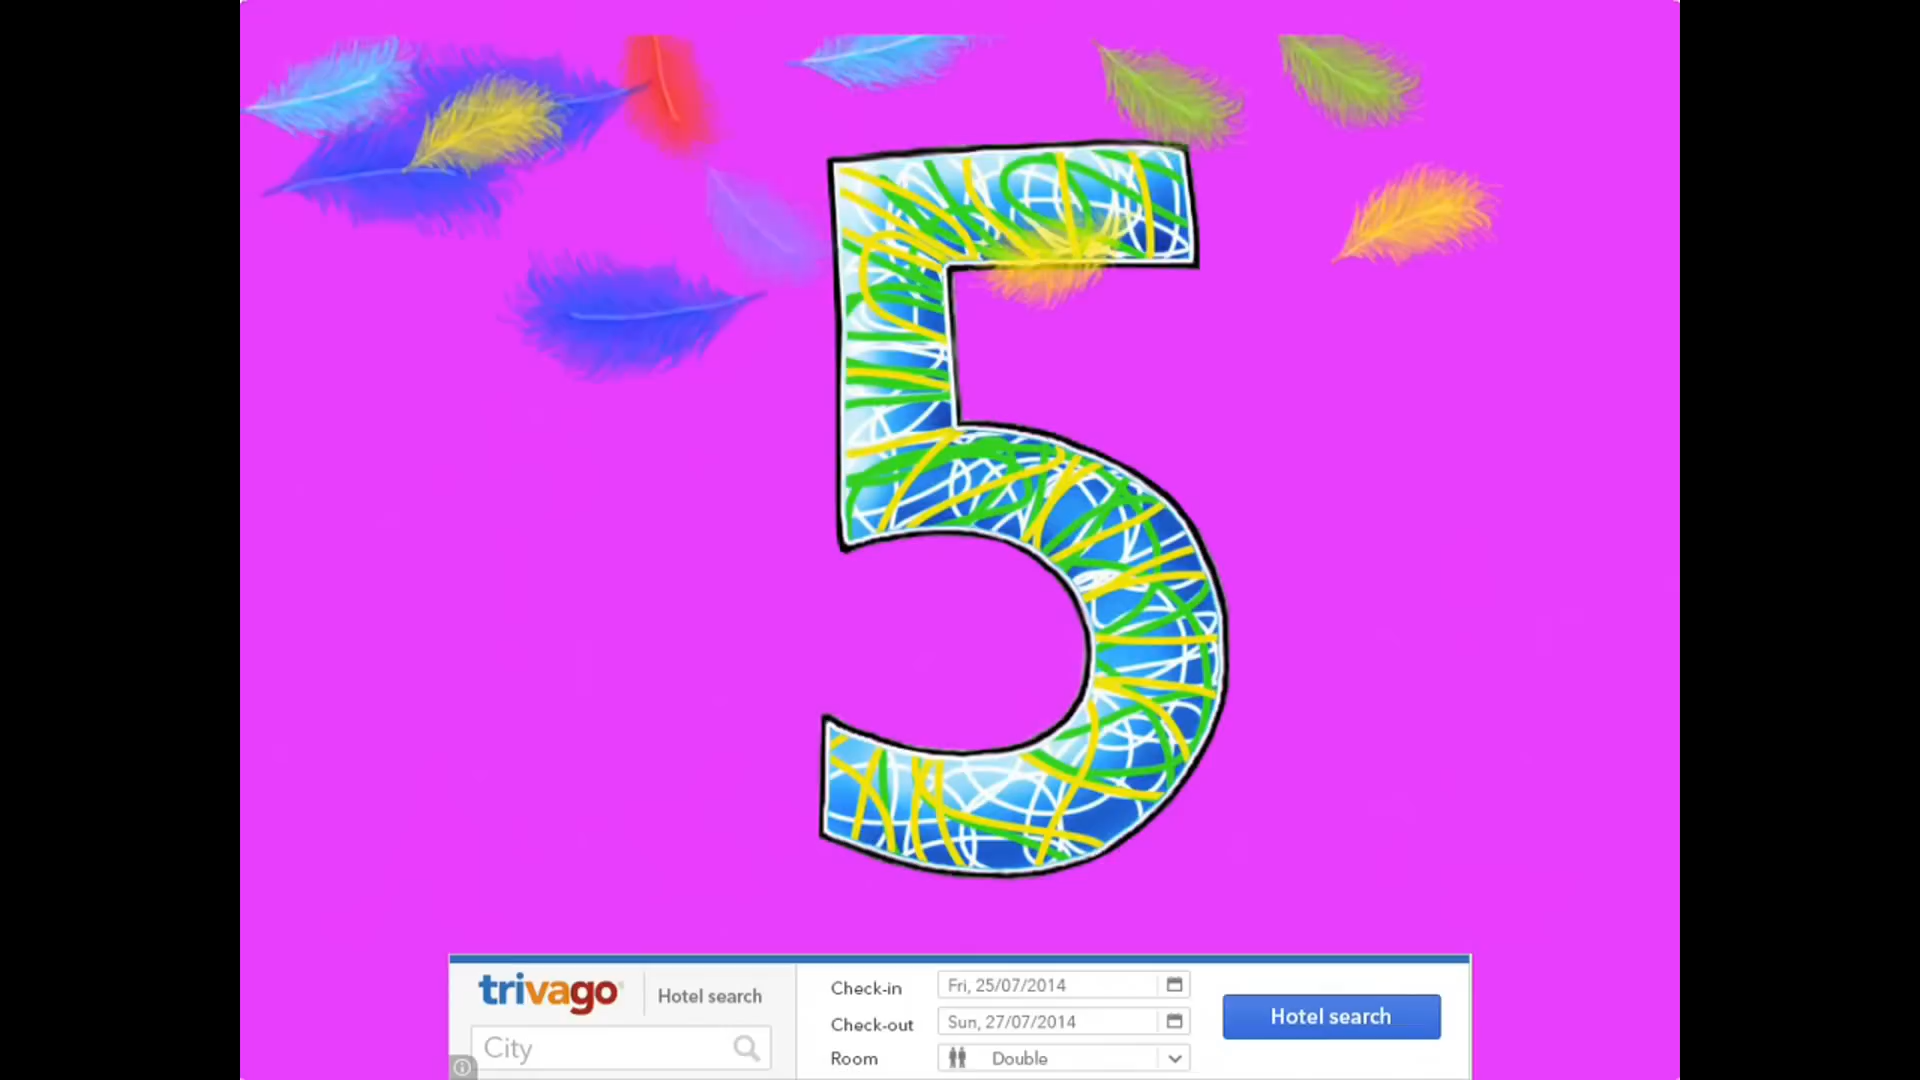 5
trivago
Hotel search
City
Check-in
Fri, 25/07/2014
Check-out
Sun, 27/07/2014
Room
Double
Hotel search